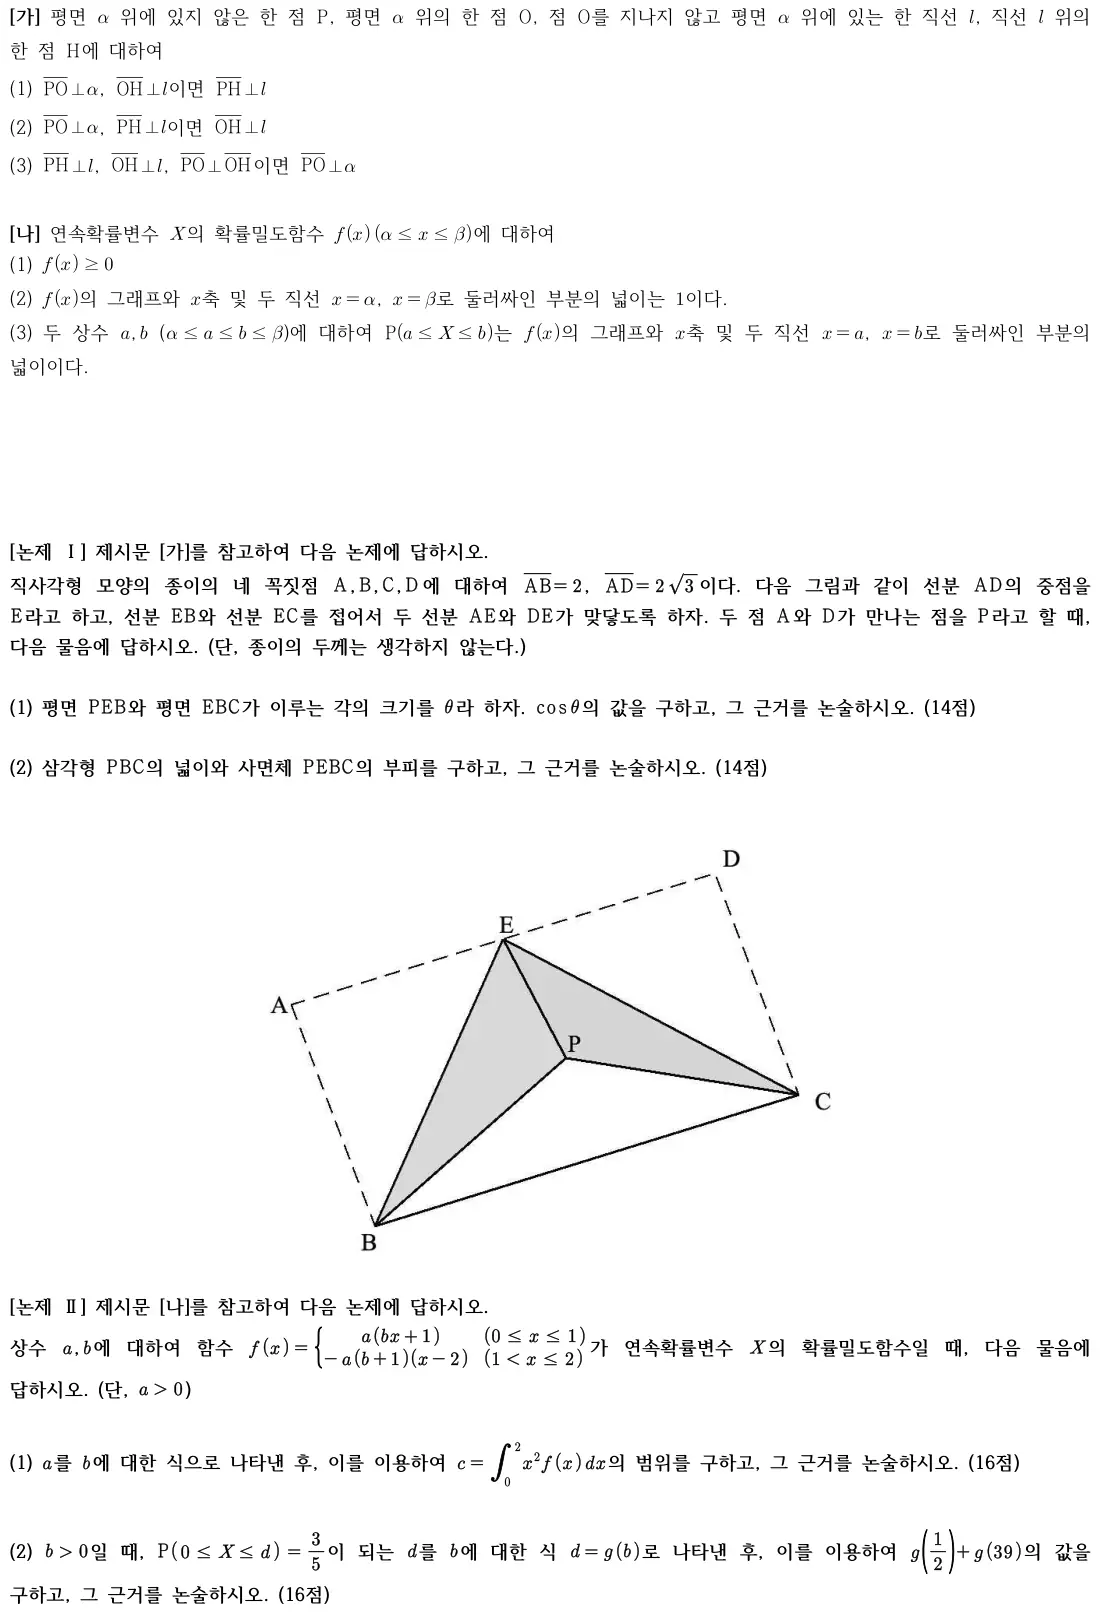 [가] 평면 α 위에 있지 않은 한 점 P, 평면 α 위의 한 점 O, 점 O를 지나지 않고 평면 α 위에 있는 한 직선 l, 직선 l 위의
한 점 H에 대하여
(1) \overline{PO}⊥α, \overline{OH}⊥l이면 \overline{PH}⊥l
(2) \overline{PO}⊥α, \overline{PH}⊥l이면 \overline{OH}⊥l
(3) \overline{PH}⊥l, \overline{OH}⊥l, \overline{PO}⊥\overline{OH}이면 \overline{PO}⊥α
[나] 연속확률변수 X의 확률밀도함수 f(x)(α≤x≤β)에 대하여
(1) f(x)≥0
(2) f(x)의 그래프와 x축 및 두 직선 x=α, x=β로 둘러싸인 부분의 넓이는 1이다.
(3) 두 상수 a,b (α≤a≤b≤β)에 대하여 P(a≤X≤b)는 f(x)의 그래프와 x축 및 두 직선 x=a, x=b로 둘러싸인 부분의
넓이이다.
[논제 Ⅰ] 제시문 [가]를 참고하여 다음 논제에 답하시오.
직사각형 모양의 종이의 네 꼭짓점 A,B,C,D에 대하여 \overline{AB}=2, \overline{AD}=2√3이다. 다음 그림과 같이 선분 AD의 중점을
E라고 하고, 선분 EB와 선분 EC를 접어서 두 선분 AE와 DE가 맞닿도록 하자. 두 점 A와 D가 만나는 점을 P라고 할 때,
다음 물음에 답하시오. (단, 종이의 두께는 생각하지 않는다.)
(1) 평면 PEB와 평면 EBC가 이루는 각의 크기를 θ라 하자. cosθ의 값을 구하고, 그 근거를 논술하시오. (14점)
(2) 삼각형 PBC의 넓이와 사면체 PEBC의 부피를 구하고, 그 근거를 논술하시오. (14점)
D
E
A
P
C
B
[논제 Ⅱ] 제시문 [나]를 참고하여 다음 논제에 답하시오.
상수 a,b에 대하여 함수 f(x)={ a(bx+1) (0≤x≤1) -a(b+1)(x-2) (1<x≤2) 가 연속확률변수 X의 확률밀도함수일 때, 다음 물음에
답하시오. (단, a>0)
(1) a를 b에 대한 식으로 나타낸 후, 이를 이용하여 c=∫_0^2 x²f(x)dx의 범위를 구하고, 그 근거를 논술하시오. (16점)
(2) b>0일 때, P(0≤X≤d)=3/5이 되는 d를 b에 대한 식 d=g(b)로 나타낸 후, 이를 이용하여 g(1/2)+g(39)의 값을
구하고, 그 근거를 논술하시오. (16점)